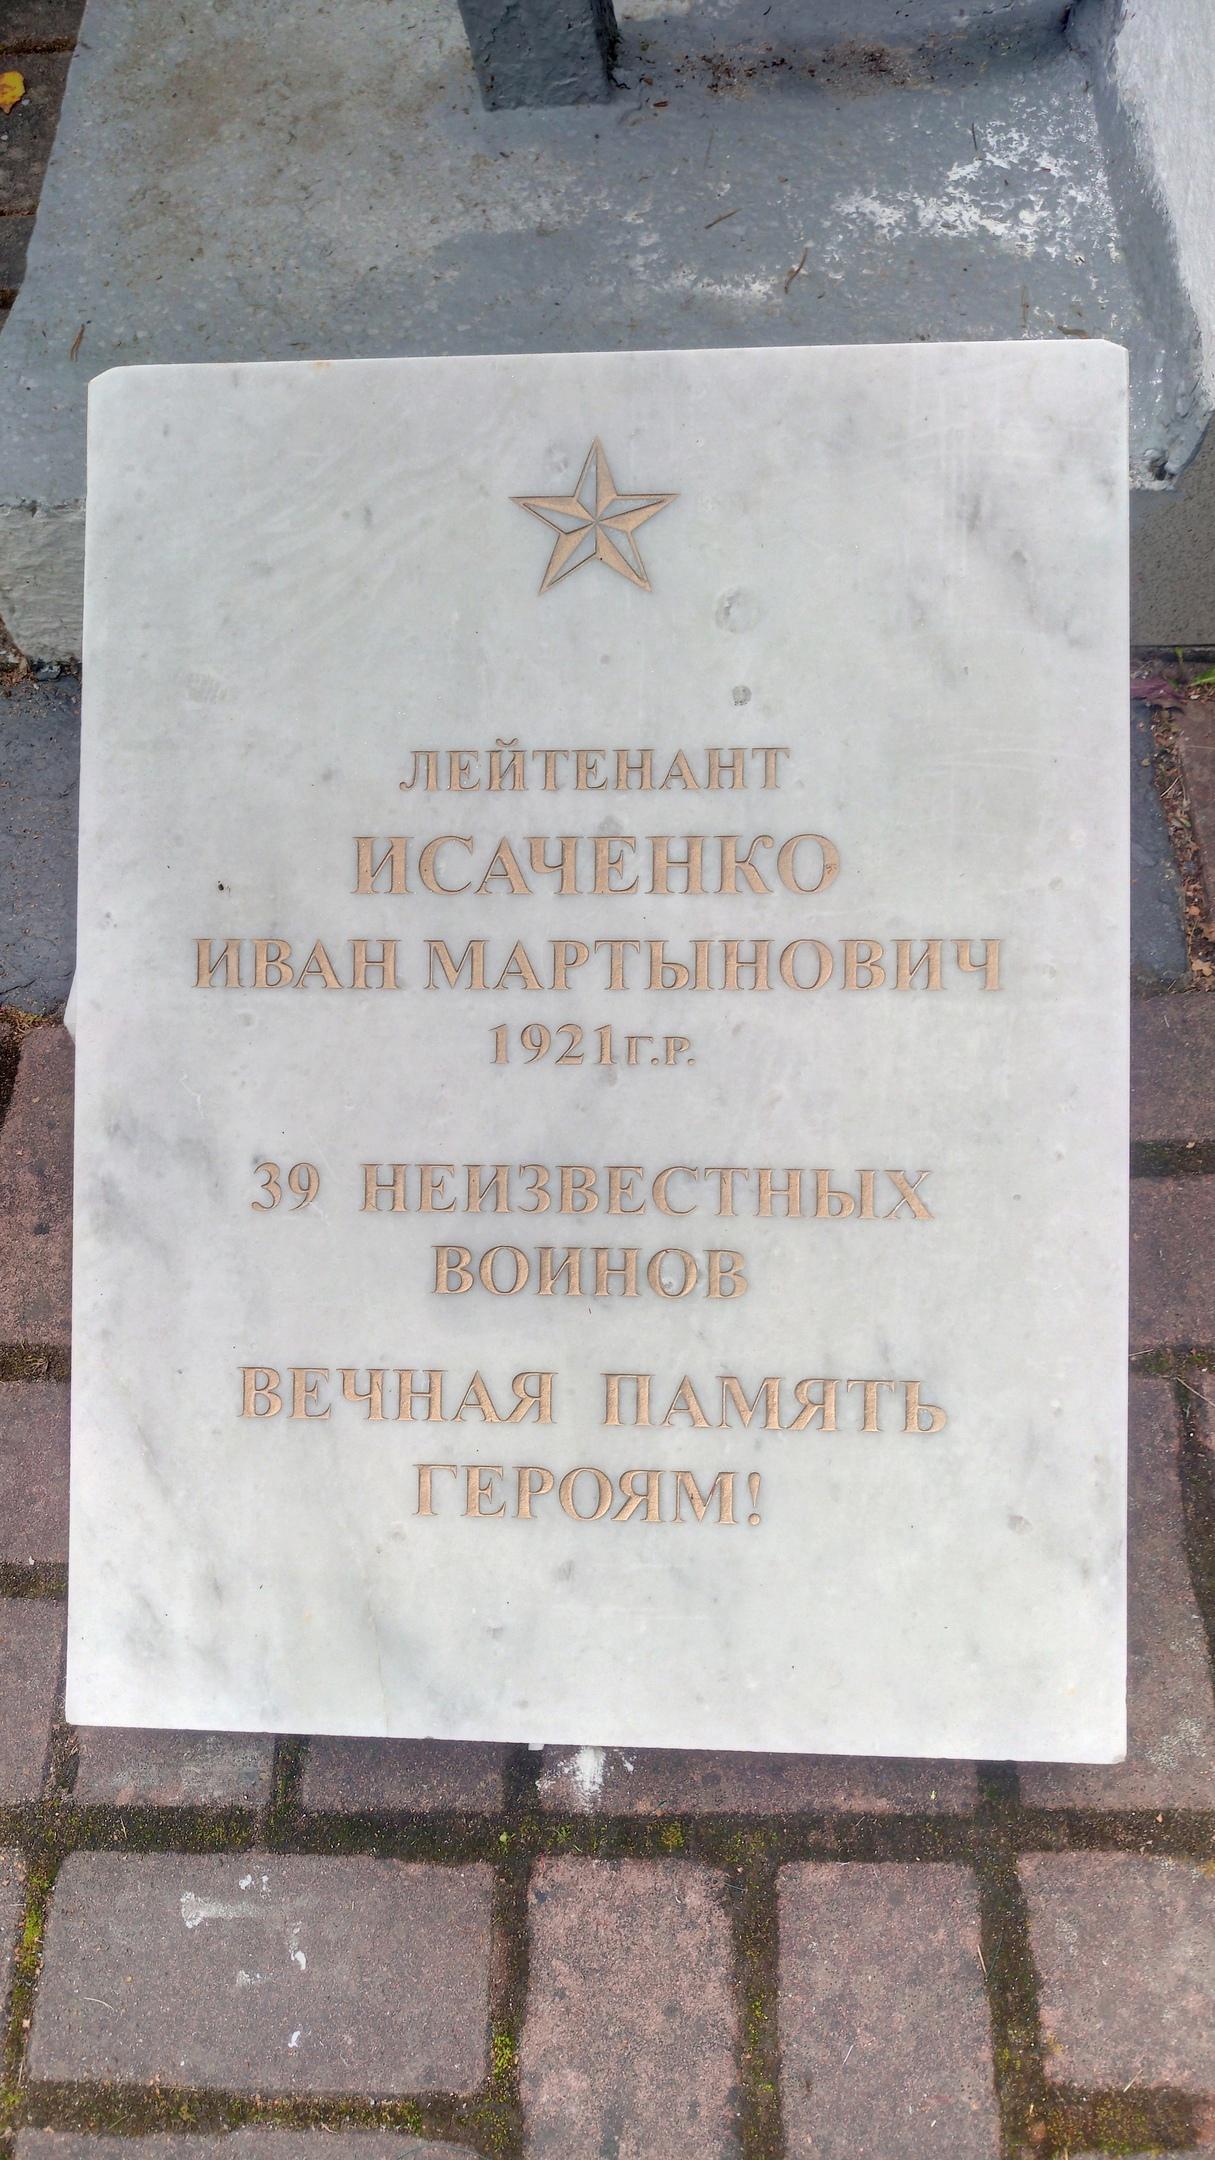 ЛЕЙТЕНАНТ
ИСАЧЕНКО
ИВАН МАРТЫНОВИЧ
1921г.р.
39 НЕИЗВЕСТНЫХ
ВОИНОВ
ВЕЧНАЯ ПАМЯТЬ
ГЕРОЯМ!